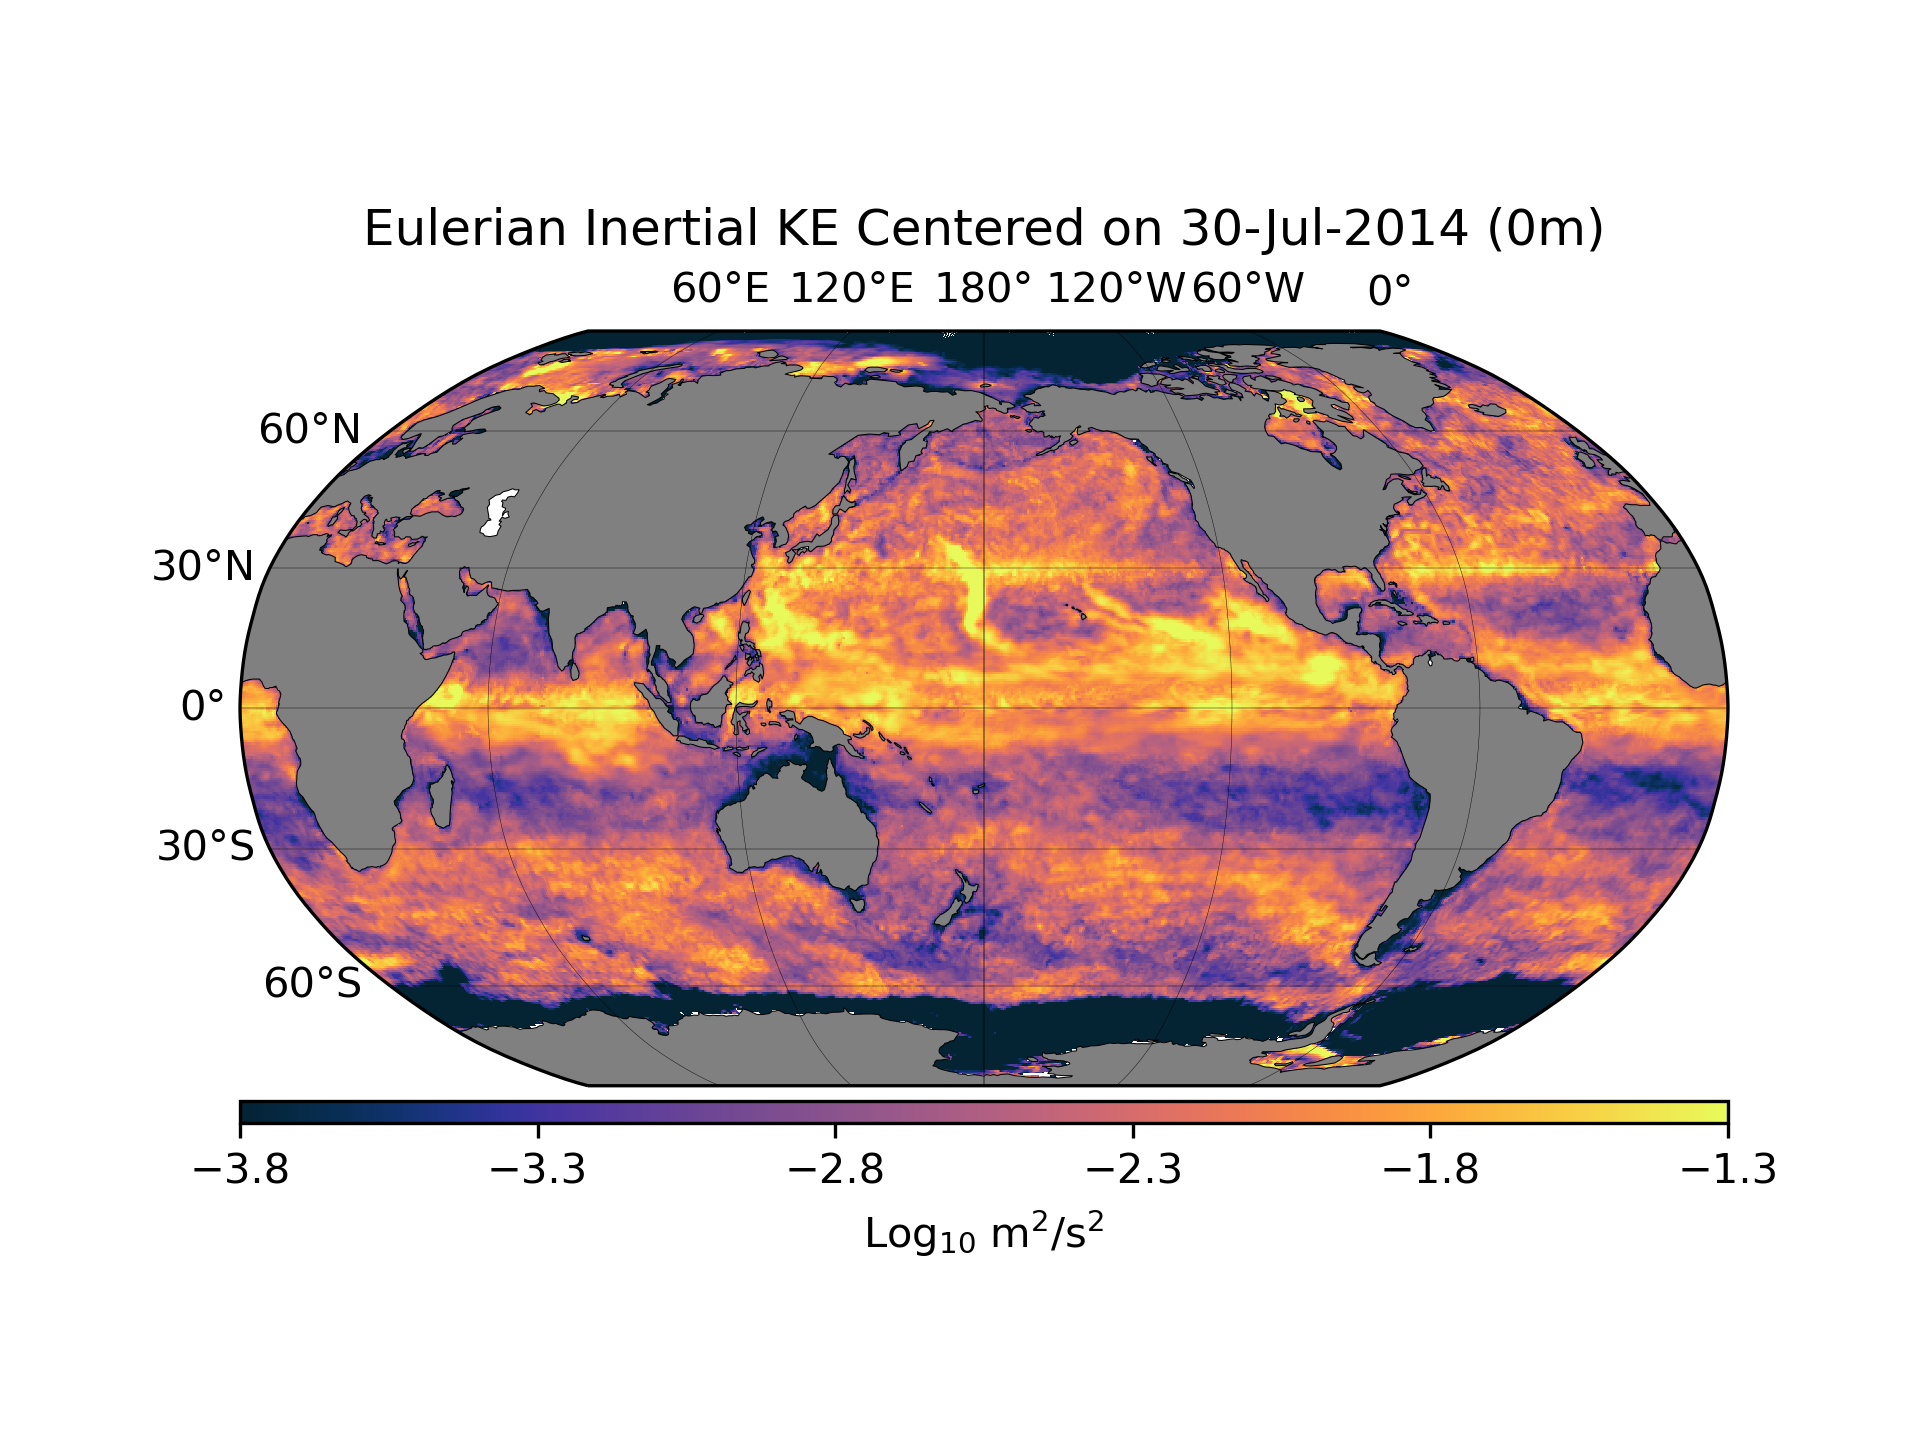 Eulerian Inertial KE Centered on 30-Jul-2014 (0m)
60°E 120°E 180° 120°W 60°W 0°
60°N
30°N
0°
30°S
60°S
−3.8 −3.3 −2.8 −2.3 −1.8 −1.3
Log₁₀ m²/s²